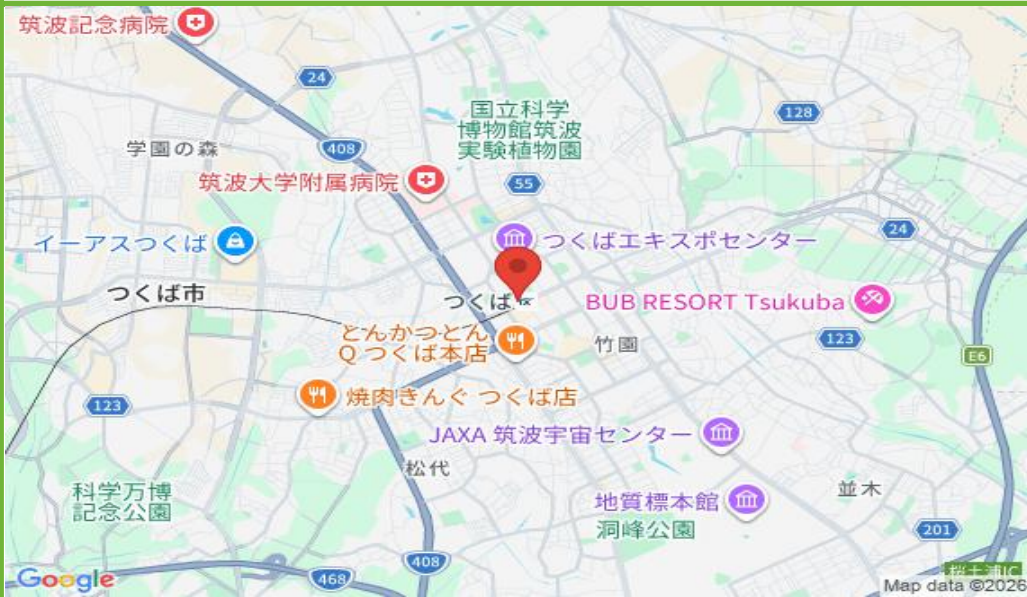 筑波記念病院
24
国立科学
博物館筑波
実験植物園
128
学園の森
408
筑波大学附属病院
55
イーアスつくば
つくばエキスポセンター
24
つくば市
つくば
BUB RESORT Tsukuba
とんかつとん
Q つくば本店
竹園
123
E6
焼肉きんぐ つくば店
123
JAXA 筑波宇宙センター
松代
科学万博
記念公園
地質標本館
並木
洞峰公園
201
408
468
桜土浦IC
Google
Map data ©2026